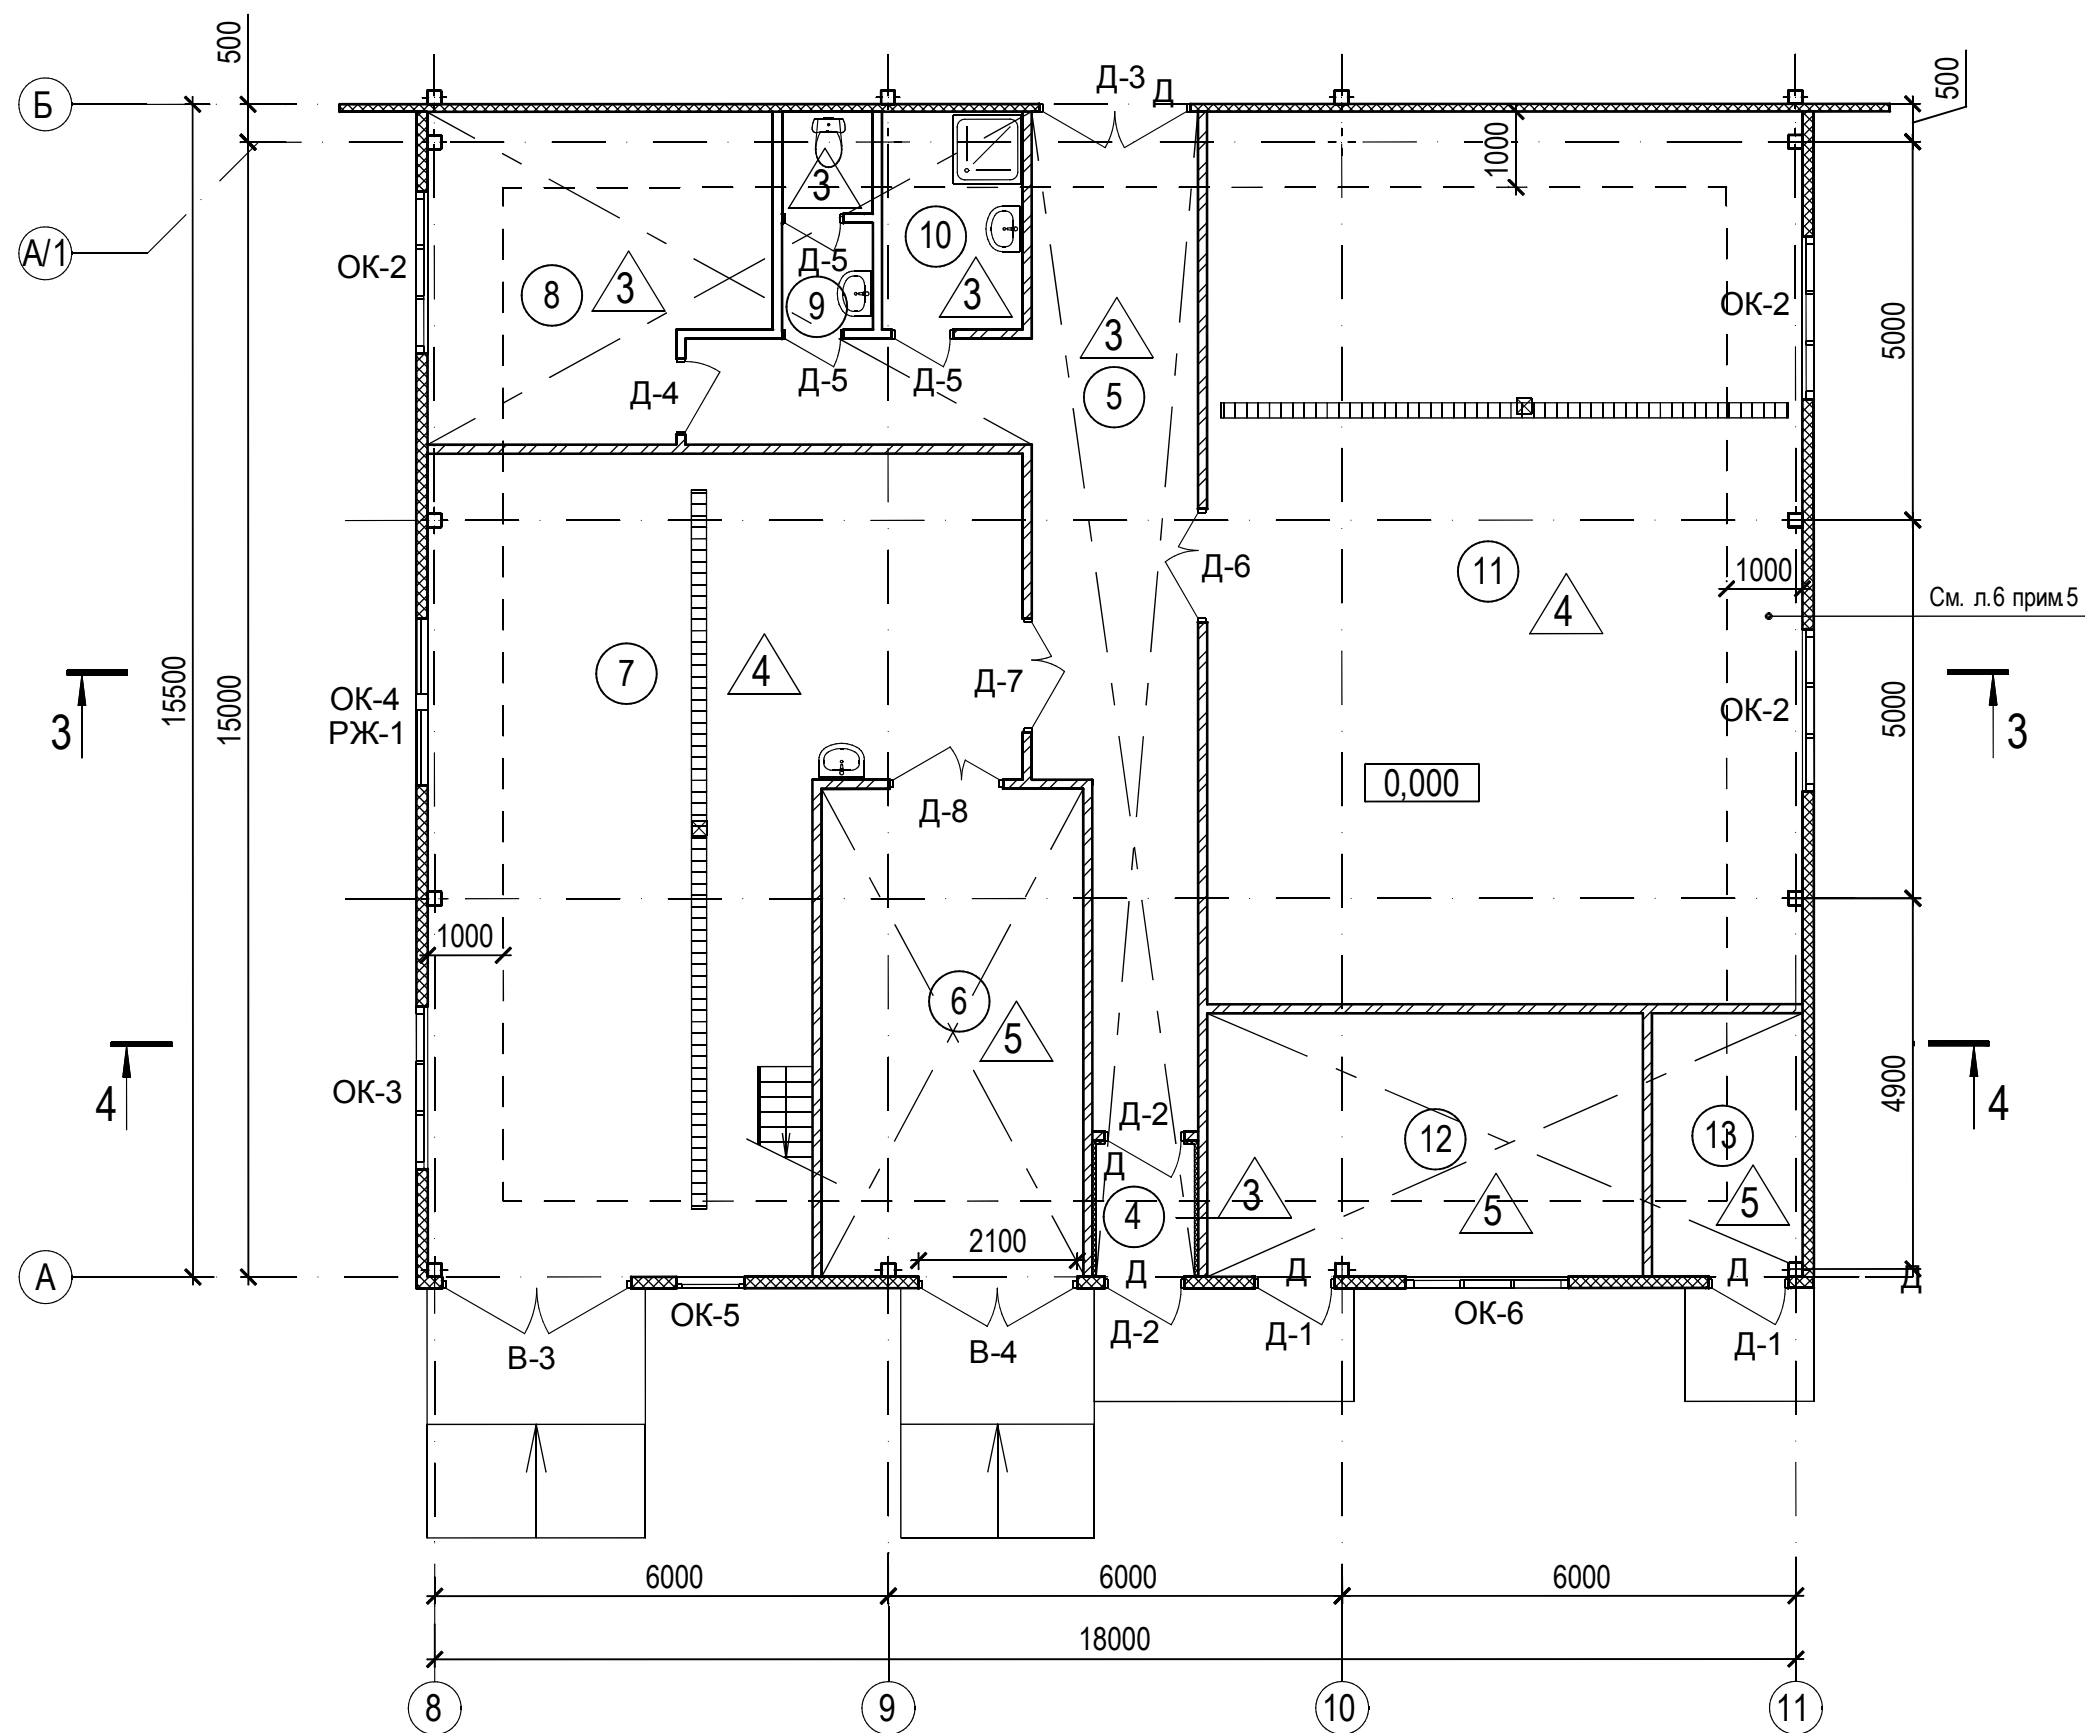 500
Д-3
Д
500
Б
А/1
1000
3
ОК-2
8
3
Д-5
9
10
3
ОК-2
3
5
5000
Д-4
Д-5
Д-5
Д-6
11
4
1000
См. л.6 прим.5
15500
15000
3
ОК-4
РЖ-1
7
4
Д-7
ОК-2
5000
3
0,000
Д-8
1000
6
5
4
ОК-3
Д-2
Д
12
13
4900
4
4
3
5
5
2100
А
Д
Д
Д
Д
ОК-5
В-3
В-4
Д-2
Д-1
ОК-6
Д-1
6000
6000
6000
18000
8
9
10
11